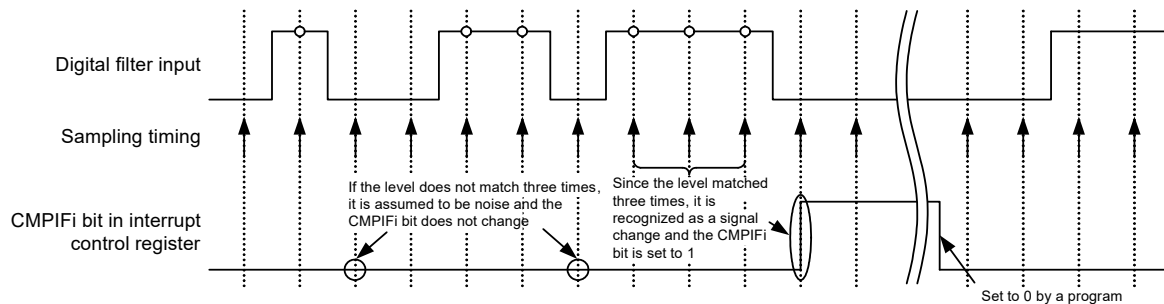 Digital filter input
Sampling timing
If the level does not match three times,
it is assumed to be noise and the
CMPIFi bit does not change
Since the level matched
three times, it is
recognized as a signal
change and the CMPIFi
bit is set to 1
CMPIFi bit in interrupt
control register
Set to 0 by a program